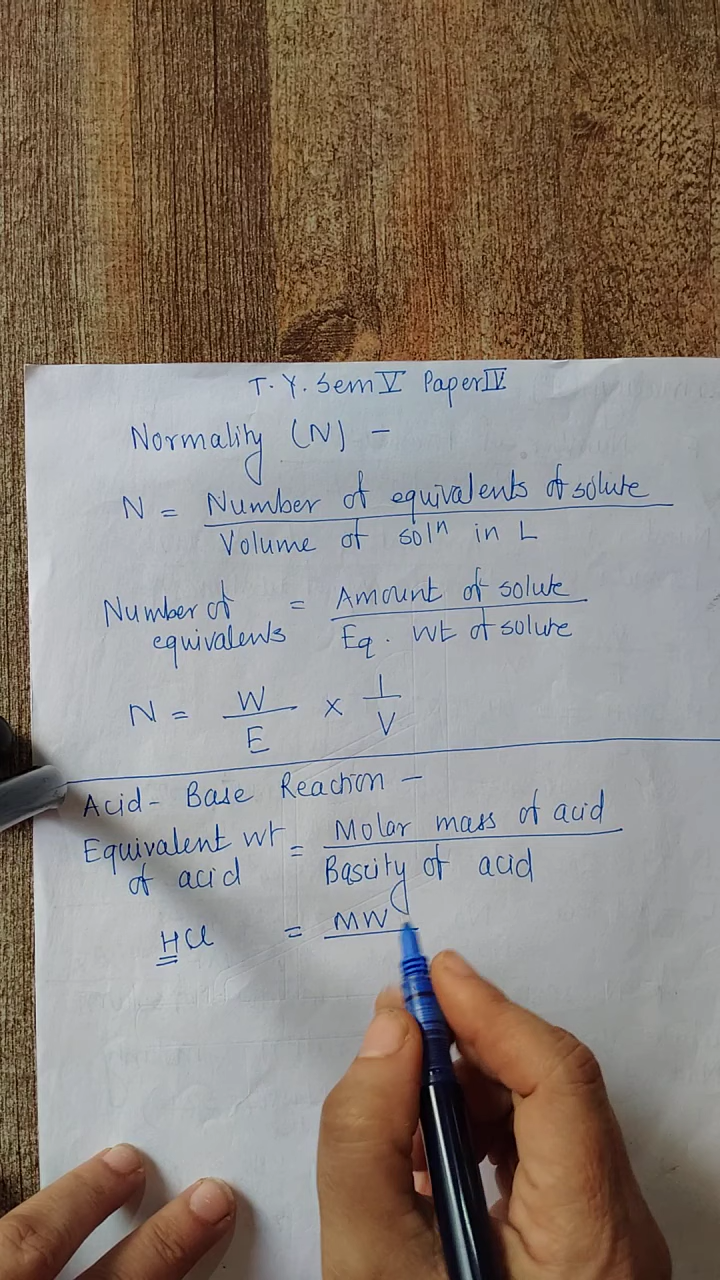 T. Y. Sem V Paper IV
Normality (N) -
N = Number of equivalents of solute
Volume of solⁿ in L
Number of equivalents = Amount of solute
Eq. wt of solute
N = W/E × 1/V
Acid - Base Reaction -
Equivalent wt of acid = Molar mass of acid
Bascity of acid
HCl = MW